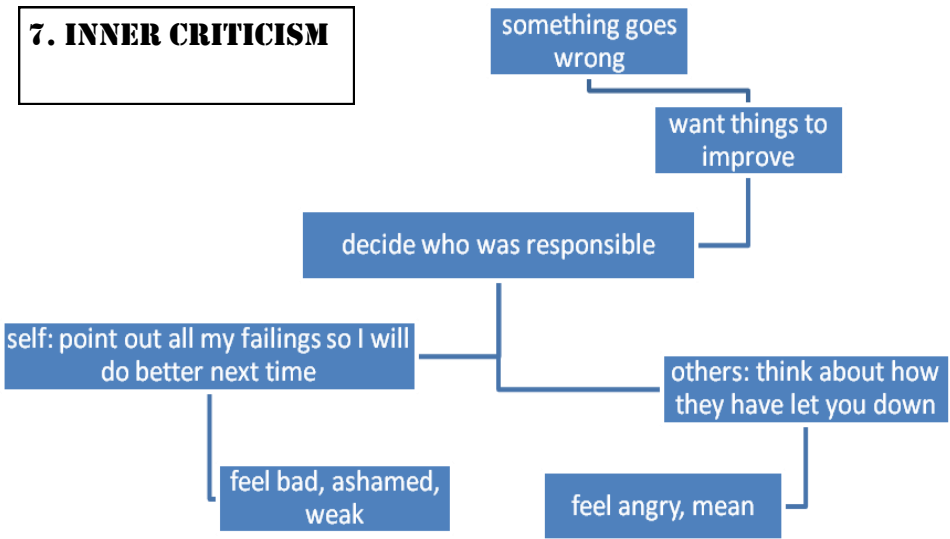 7. INNER CRITICISM
something goes
wrong
want things to
improve
decide who was responsible
self: point out all my failings so I will
do better next time
others: think about how
they have let you down
feel bad, ashamed,
weak
feel angry, mean